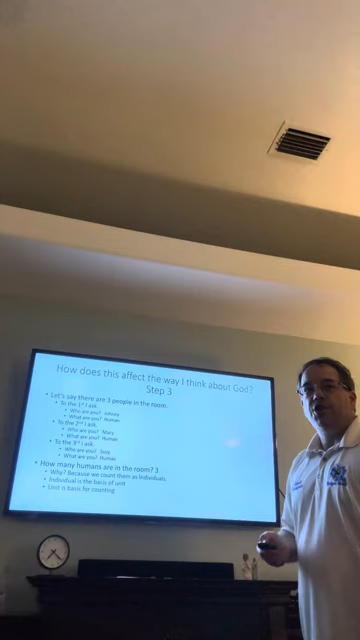 How does this affect the way I think about God?
Step 3
• Let's say there are 3 people in the room.
• To the 1st I ask.
• Who are you? Johnny
• What are you? Human
• To the 2nd I ask.
• Who are you? Mary
• What are you? Human
• To the 3rd I ask.
• Who are you? Susy
• What are you? Human
• How many humans are in the room? 3
• Why? Because we count them as individuals.
• Individual is the basis of unit
• Unit is basis for counting